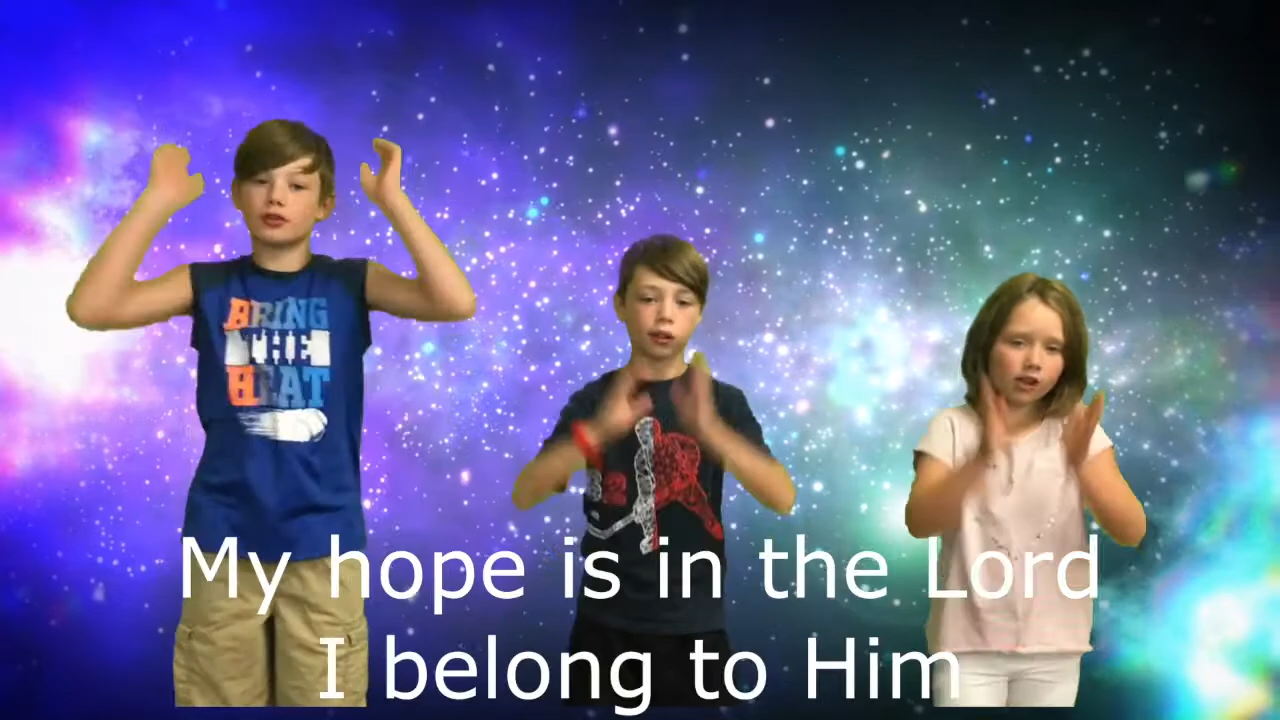 BRING
THE
HEAT
My hope is in the Lord
I belong to Him